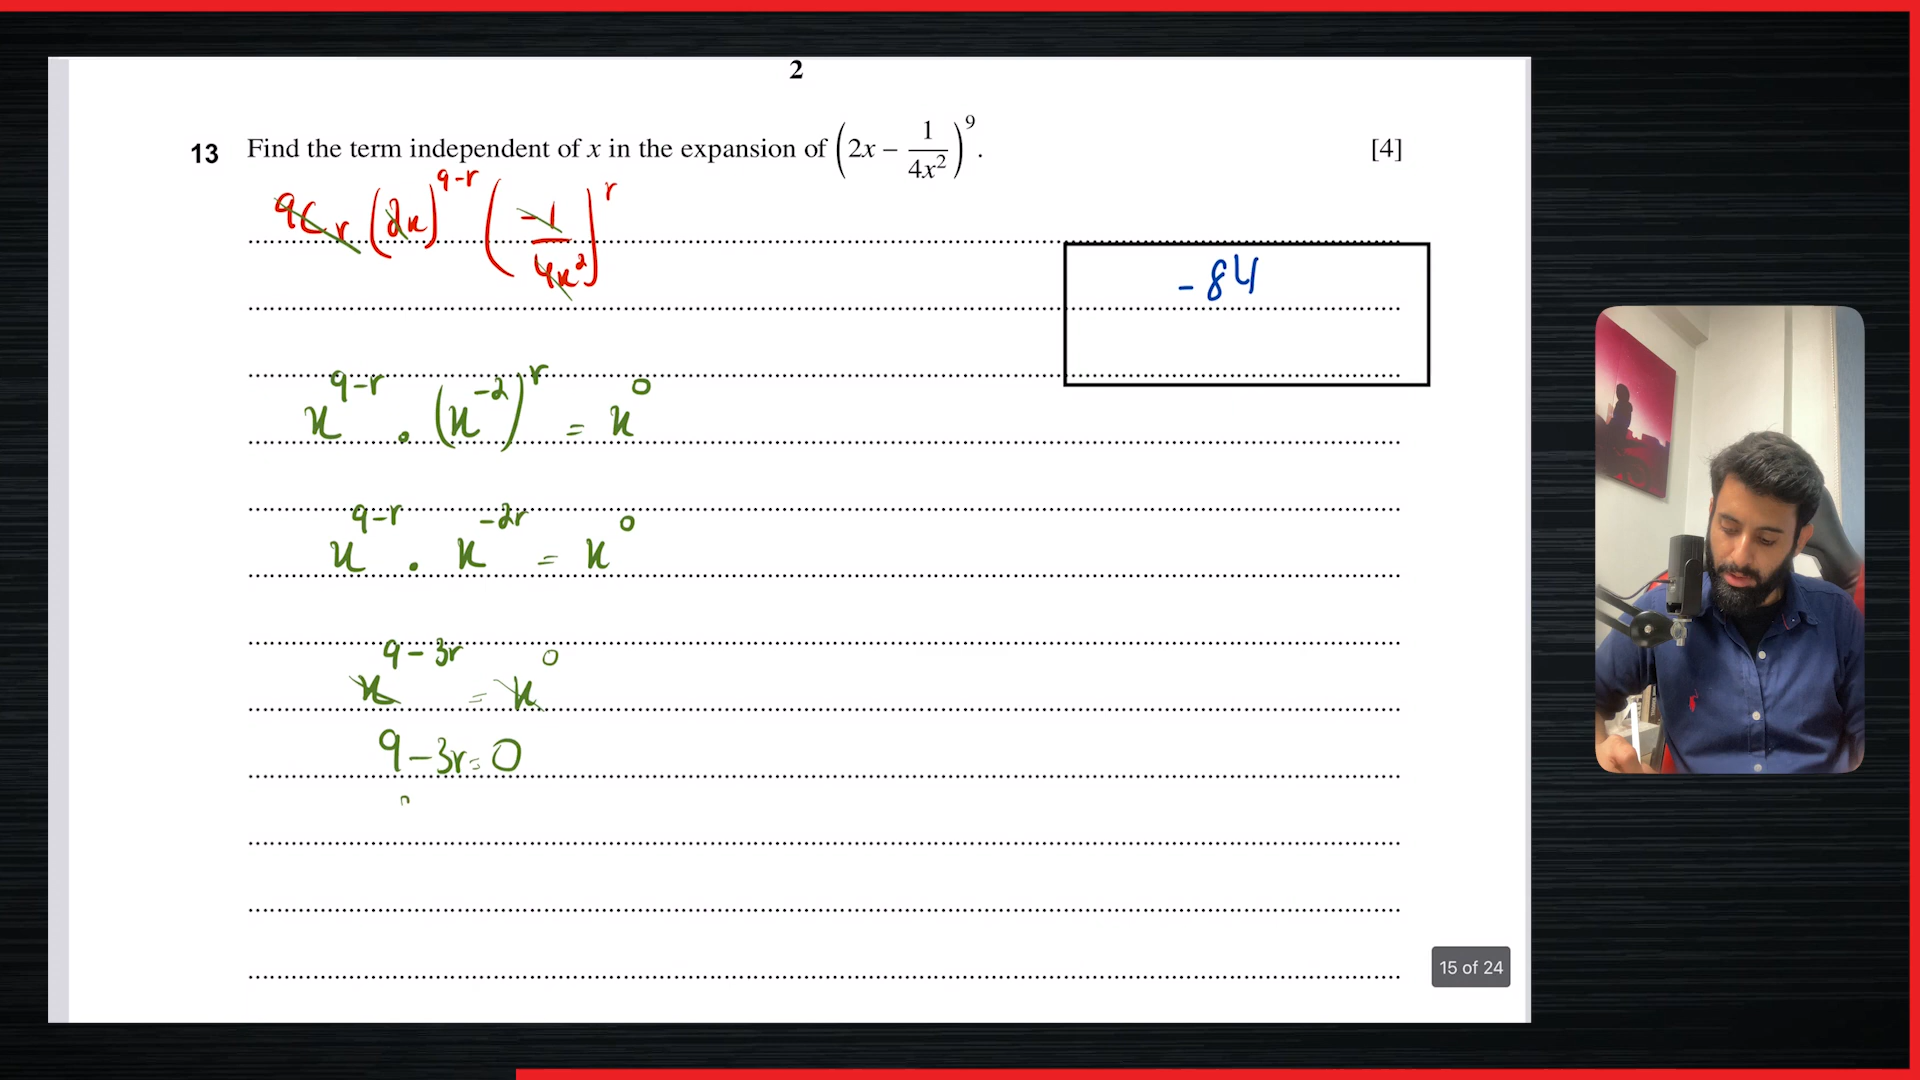 2
13 Find the term independent of x in the expansion of (2x − 1/(4x²))⁹. [4]
9Cr (2x)^(9-r) (-1/(4x²))^r
-84
x^(9-r) . (x^(-2))^r = x^0
x^(9-r) . x^(-2r) = x^0
x^(9-3r) = x^0
9-3r=0
15 of 24